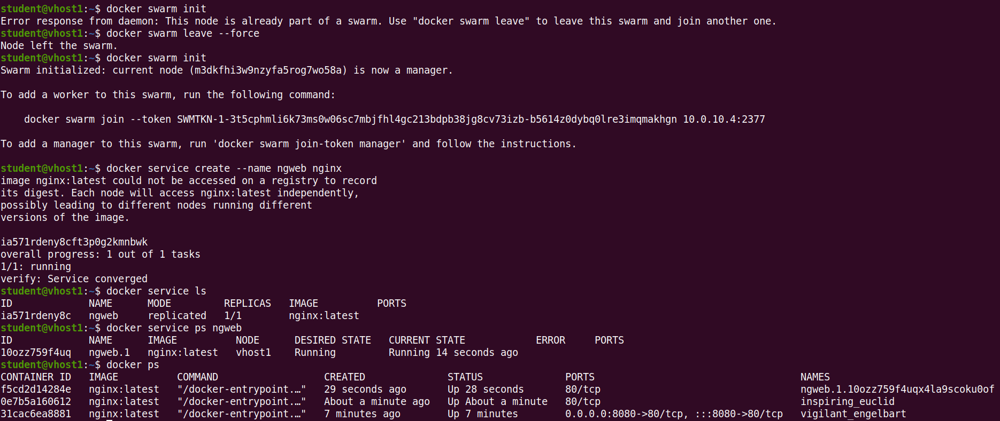 student@vhost1:~$ docker swarm init
Error response from daemon: This node is already part of a swarm. Use "docker swarm leave" to leave this swarm and join another one.
student@vhost1:~$ docker swarm leave --force
Node left the swarm.
student@vhost1:~$ docker swarm init
Swarm initialized: current node (m3dkfhi3w9nzyfa5rog7wo58a) is now a manager.

To add a worker to this swarm, run the following command:

    docker swarm join --token SWMTKN-1-3t5cphmli6k73ms0w06sc7mbjfhl4gc213bdpb38jg8cv73izb-b5614z0dybq0lre3imqmakhgn 10.0.10.4:2377

To add a manager to this swarm, run 'docker swarm join-token manager' and follow the instructions.

student@vhost1:~$ docker service create --name ngweb nginx
image nginx:latest could not be accessed on a registry to record
its digest. Each node will access nginx:latest independently,
possibly leading to different nodes running different
versions of the image.

ia571rdeny8cft3p0g2kmnbwk
overall progress: 1 out of 1 tasks
1/1: running
verify: Service converged
student@vhost1:~$ docker service ls
ID             NAME      MODE         REPLICAS   IMAGE          PORTS
ia571rdeny8c   ngweb     replicated   1/1        nginx:latest
student@vhost1:~$ docker service ps ngweb
ID             NAME      IMAGE          NODE      DESIRED STATE   CURRENT STATE            ERROR     PORTS
10ozz759f4uq   ngweb.1   nginx:latest   vhost1    Running         Running 14 seconds ago
student@vhost1:~$ docker ps
CONTAINER ID   IMAGE          COMMAND                  CREATED              STATUS              PORTS                                   NAMES
f5cd2d14284e   nginx:latest   "/docker-entrypoint.…"   29 seconds ago       Up 28 seconds       80/tcp                                  ngweb.1.10ozz759f4uqx4la9scoku0of
0e7b5a160612   nginx:latest   "/docker-entrypoint.…"   About a minute ago   Up About a minute   80/tcp                                  inspiring_euclid
31cac6ea8881   nginx:latest   "/docker-entrypoint.…"   7 minutes ago        Up 7 minutes        0.0.0.0:8080->80/tcp, :::8080->80/tcp   vigilant_engelbart